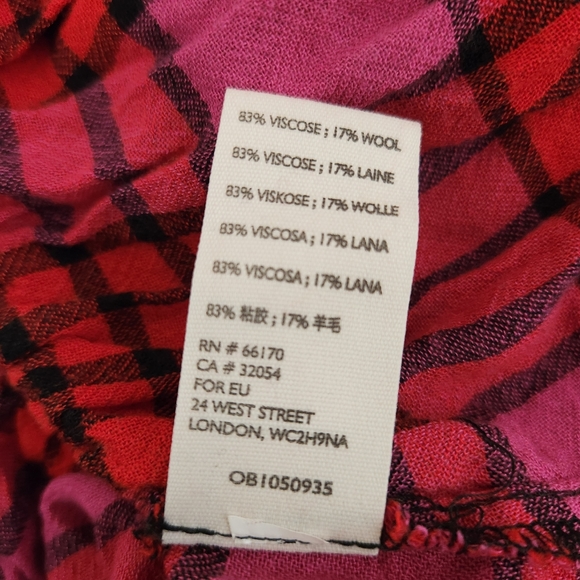 83% VISCOSE ; 17% WOOL
83% VISCOSE ; 17% LAINE
83% VISKOSE ; 17% WOLLE
83% VISCOSA ; 17% LANA
83% VISCOSA ; 17% LANA
83% 粘胶 ; 17% 羊毛
RN # 66170
CA # 32054
FOR EU
24 WEST STREET
LONDON, WC2H9NA
OB1050935